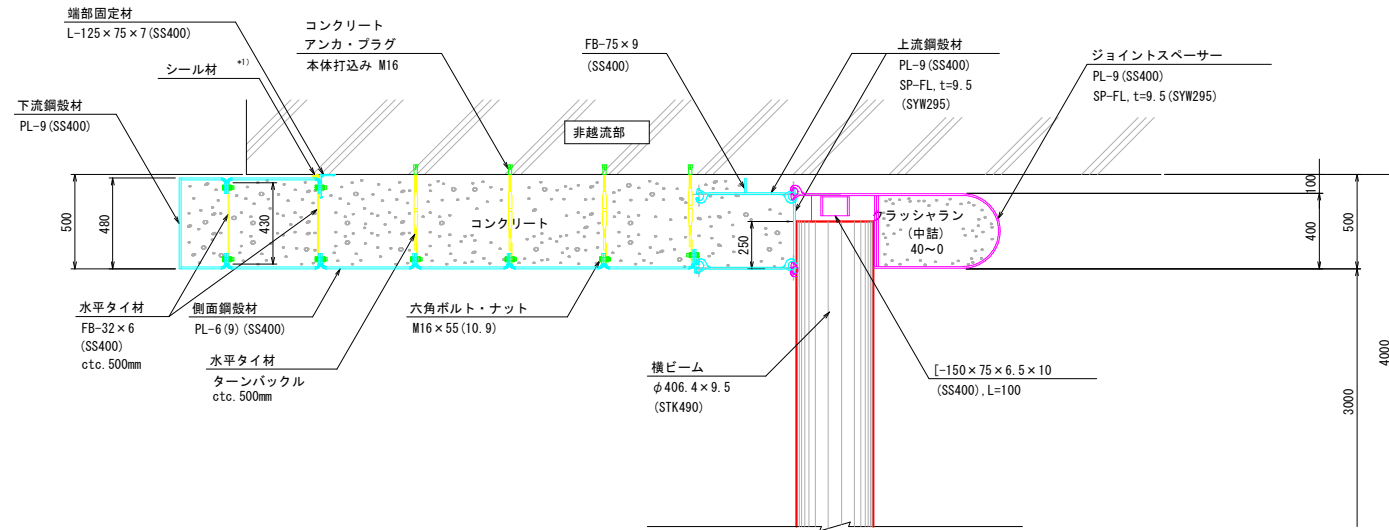 端部固定材
L-125×75×7(SS400)
シール材 *1)
下流鋼殻材
PL-9(SS400)
コンクリート
アンカ・プラグ
本体打込み M16
FB-75×9
(SS400)
上流鋼殻材
PL-9(SS400)
SP-FL, t=9.5
(SYW295)
ジョイントスペーサー
PL-9(SS400)
SP-FL, t=9.5(SYW295)
非越流部
500
480
430
コンクリート
250
クラッシャラン
(中詰)
40~0
100
400
500
水平タイ材
FB-32×6
(SS400)
ctc.500mm
側面鋼殻材
PL-6(9)(SS400)
水平タイ材
ターンバックル
ctc.500mm
六角ボルト・ナット
M16×55(10.9)
横ビーム
φ406.4×9.5
(STK490)
[-150×75×6.5×10
(SS400), L=100
3000
4000